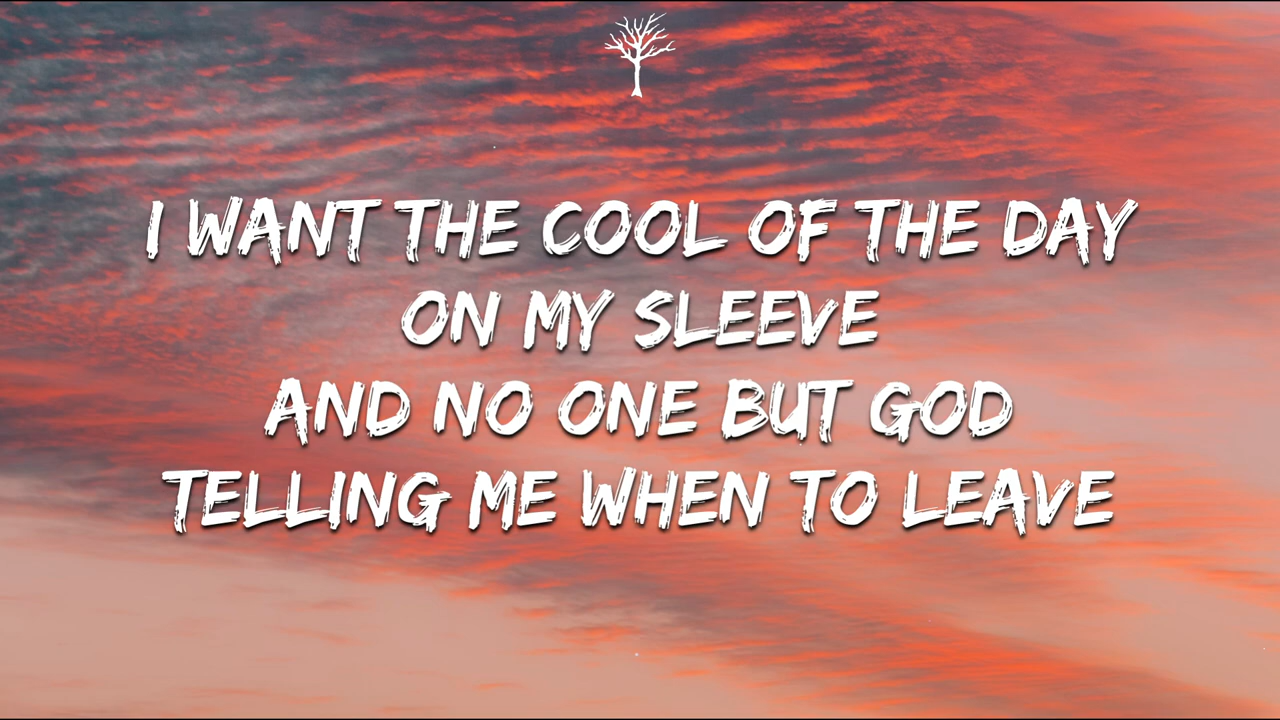 I WANT THE COOL OF THE DAY
ON MY SLEEVE
AND NO ONE BUT GOD
TELLING ME WHEN TO LEAVE